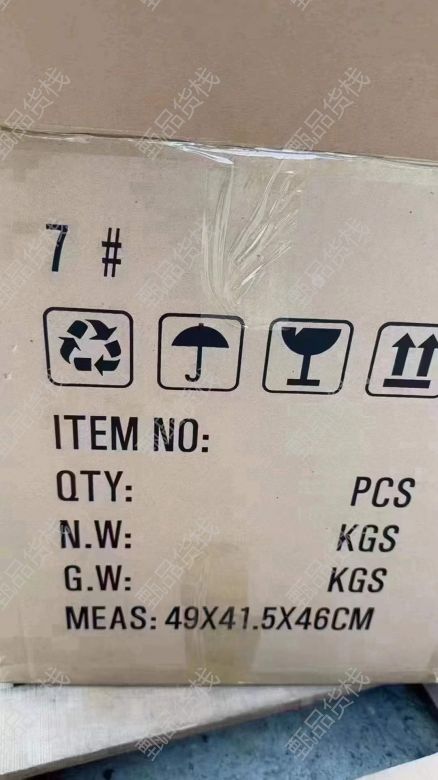 7 #
ITEM NO:
QTY: PCS
N.W: KGS
G.W: KGS
MEAS: 49X41.5X46CM
甄品货栈